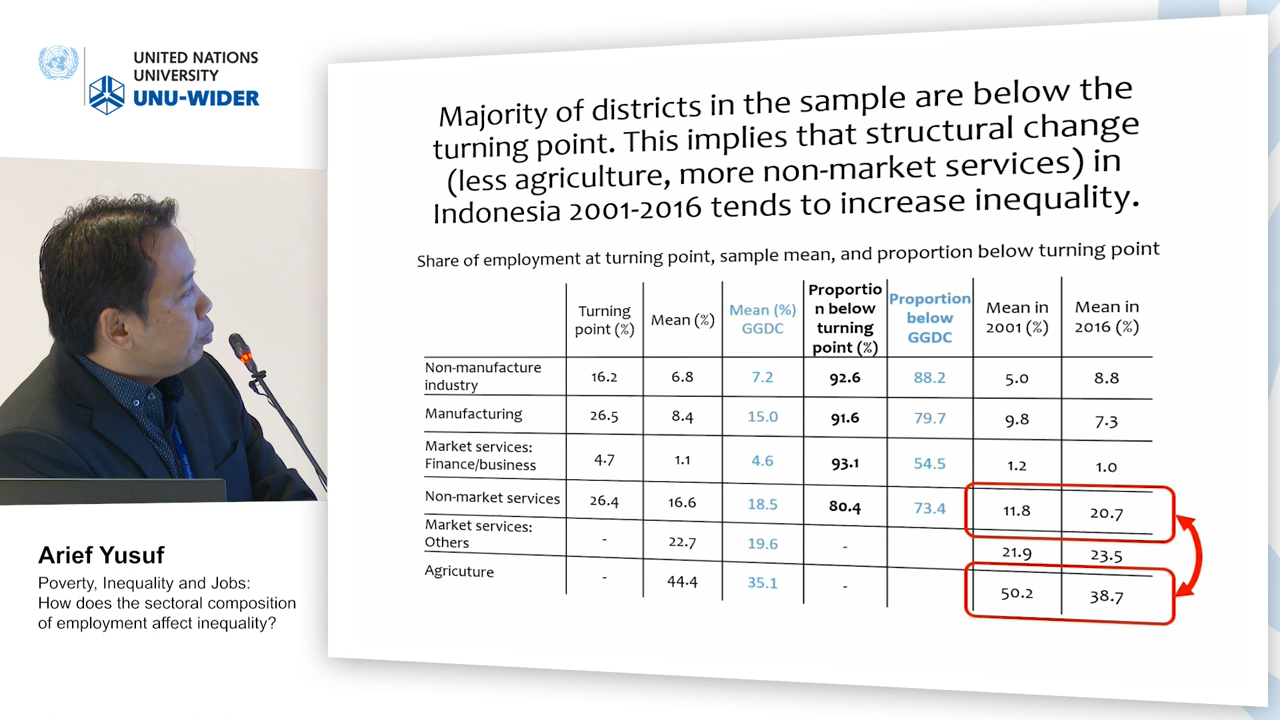 UNITED NATIONS
UNIVERSITY
UNU-WIDER
Majority of districts in the sample are below the
turning point. This implies that structural change
(less agriculture, more non-market services) in
Indonesia 2001-2016 tends to increase inequality.
Share of employment at turning point, sample mean, and proportion below turning point
Turning point (%) Mean (%) Mean (%) GGDC Proportio n below turning point (%) Proportion below GGDC Mean in 2001 (%) Mean in 2016 (%)
Non-manufacture industry 16.2 6.8 7.2 92.6 88.2 5.0 8.8
Manufacturing 26.5 8.4 15.0 91.6 79.7 9.8 7.3
Market services: Finance/business 4.7 1.1 4.6 93.1 54.5 1.2 1.0
Non-market services 26.4 16.6 18.5 80.4 73.4 11.8 20.7
Market services: Others - 22.7 19.6 - 21.9 23.5
Agricuture - 44.4 35.1 - 50.2 38.7
Arief Yusuf
Poverty, Inequality and Jobs:
How does the sectoral composition
of employment affect inequality?